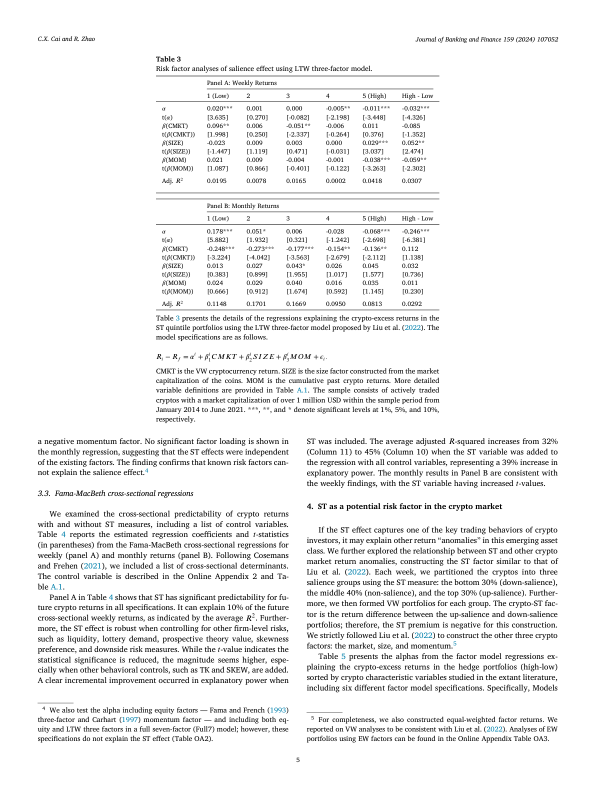 C.X. Cai and R. Zhao
Journal of Banking and Finance 159 (2024) 107052
Table 3
Risk factor analyses of salience effect using LTW three-factor model.
Panel A: Weekly Returns
1 (Low) 2 3 4 5 (High) High - Low
α 0.020*** 0.001 0.000 -0.005** -0.011*** -0.032***
t(α) [3.635] [0.270] [-0.082] [-2.198] [-3.448] [-4.326]
β(CMKT) 0.096** 0.006 -0.051** -0.006 0.011 -0.085
t(β(CMKT)) [1.998] [0.250] [-2.337] [-0.264] [0.376] [-1.352]
β(SIZE) -0.023 0.009 0.003 0.000 0.029*** 0.052**
t(β(SIZE)) [-1.447] [1.119] [0.471] [-0.031] [3.037] [2.474]
β(MOM) 0.021 0.009 -0.004 -0.001 -0.038*** -0.059**
t(β(MOM)) [1.087] [0.866] [-0.401] [-0.122] [-3.263] [-2.302]
Adj. R² 0.0195 0.0078 0.0165 0.0002 0.0418 0.0307
Panel B: Monthly Returns
1 (Low) 2 3 4 5 (High) High - Low
α 0.178*** 0.051* 0.006 -0.028 -0.068*** -0.246***
t(α) [5.882] [1.932] [0.321] [-1.242] [-2.698] [-6.381]
β(CMKT) -0.248*** -0.273*** -0.177*** -0.154** -0.136** 0.112
t(β(CMKT)) [-3.224] [-4.042] [-3.563] [-2.679] [-2.112] [1.138]
β(SIZE) 0.013 0.027 0.043* 0.026 0.045 0.032
t(β(SIZE)) [0.383] [0.899] [1.955] [1.017] [1.577] [0.736]
β(MOM) 0.024 0.029 0.040 0.016 0.035 0.011
t(β(MOM)) [0.666] [0.912] [1.674] [0.592] [1.145] [0.230]
Adj. R² 0.1148 0.1701 0.1669 0.0950 0.0813 0.0292
Table 3 presents the details of the regressions explaining the crypto-excess returns in the
ST quintile portfolios using the LTW three-factor model proposed by Liu et al. (2022). The
model specifications are as follows.
Rᵢ − R_f = αⁱ + βⁱ₁CMKT + βⁱ₂SIZE + βⁱ₃MOM + εᵢ.
CMKT is the VW cryptocurrency return. SIZE is the size factor constructed from the market
capitalization of the coins. MOM is the cumulative past crypto returns. More detailed
variable definitions are provided in Table A.1. The sample consists of actively traded
cryptos with a market capitalization of over 1 million USD within the sample period from
January 2014 to June 2021. ***, **, and * denote significant levels at 1%, 5%, and 10%,
respectively.
a negative momentum factor. No significant factor loading is shown in
the monthly regression, suggesting that the ST effects were independent
of the existing factors. The finding confirms that known risk factors can-
not explain the salience effect.⁴
3.3. Fama-MacBeth cross-sectional regressions
We examined the cross-sectional predictability of crypto returns
with and without ST measures, including a list of control variables.
Table 4 reports the estimated regression coefficients and t-statistics
(in parentheses) from the Fama-MacBeth cross-sectional regressions for
weekly (panel A) and monthly returns (panel B). Following Cosemans
and Frehen (2021), we included a list of cross-sectional determinants.
The control variable is described in the Online Appendix 2 and Ta-
ble A.1.
Panel A in Table 4 shows that ST has significant predictability for fu-
ture crypto returns in all specifications. It can explain 10% of the future
cross-sectional weekly returns, as indicated by the average R². Further-
more, the ST effect is robust when controlling for other firm-level risks,
such as liquidity, lottery demand, prospective theory value, skewness
preference, and downside risk measures. While the t-value indicates the
statistical significance is reduced, the magnitude seems higher, espe-
cially when other behavioral controls, such as TK and SKEW, are added.
A clear incremental improvement occurred in explanatory power when
⁴ We also test the alpha including equity factors — Fama and French (1993)
three-factor and Carhart (1997) momentum factor — and including both eq-
uity and LTW three factors in a full seven-factor (Full7) model; however, these
specifications do not explain the ST effect (Table OA2).
ST was included. The average adjusted R-squared increases from 32%
(Column 11) to 45% (Column 10) when the ST variable was added to
the regression with all control variables, representing a 39% increase in
explanatory power. The monthly results in Panel B are consistent with
the weekly findings, with the ST variable having increased t-values.
4. ST as a potential risk factor in the crypto market
If the ST effect captures one of the key trading behaviors of crypto
investors, it may explain other return “anomalies” in this emerging asset
class. We further explored the relationship between ST and other crypto
market return anomalies, constructing the ST factor similar to that of
Liu et al. (2022). Each week, we partitioned the cryptos into three
salience groups using the ST measure: the bottom 30% (down-salience),
the middle 40% (non-salience), and the top 30% (up-salience). Further-
more, we then formed VW portfolios for each group. The crypto-ST fac-
tor is the return difference between the up-salience and down-salience
portfolios; therefore, the ST premium is negative for this construction.
We strictly followed Liu et al. (2022) to construct the other three crypto
factors: the market, size, and momentum.⁵
Table 5 presents the alphas from the factor model regressions ex-
plaining the crypto-excess returns in the hedge portfolios (high-low)
sorted by crypto characteristic variables studied in the extant literature,
including six different factor model specifications. Specifically, Models
⁵ For completeness, we also constructed equal-weighted factor returns. We
reported on VW analyses to be consistent with Liu et al. (2022). Analyses of EW
portfolios using EW factors can be found in the Online Appendix Table OA3.
5